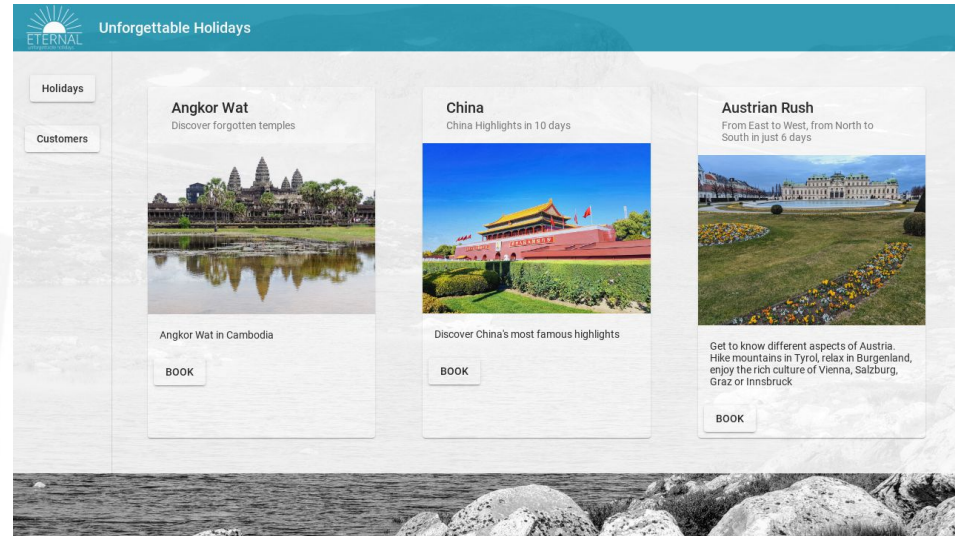 ETERNAL
Unforgettable Holidays
Holidays
Customers
Angkor Wat
Discover forgotten temples
Angkor Wat in Cambodia
BOOK
China
China Highlights in 10 days
Discover China's most famous highlights
BOOK
Austrian Rush
From East to West, from North to
South in just 6 days
Get to know different aspects of Austria.
Hike mountains in Tyrol, relax in Burgenland,
enjoy the rich culture of Vienna, Salzburg,
Graz or Innsbruck
BOOK